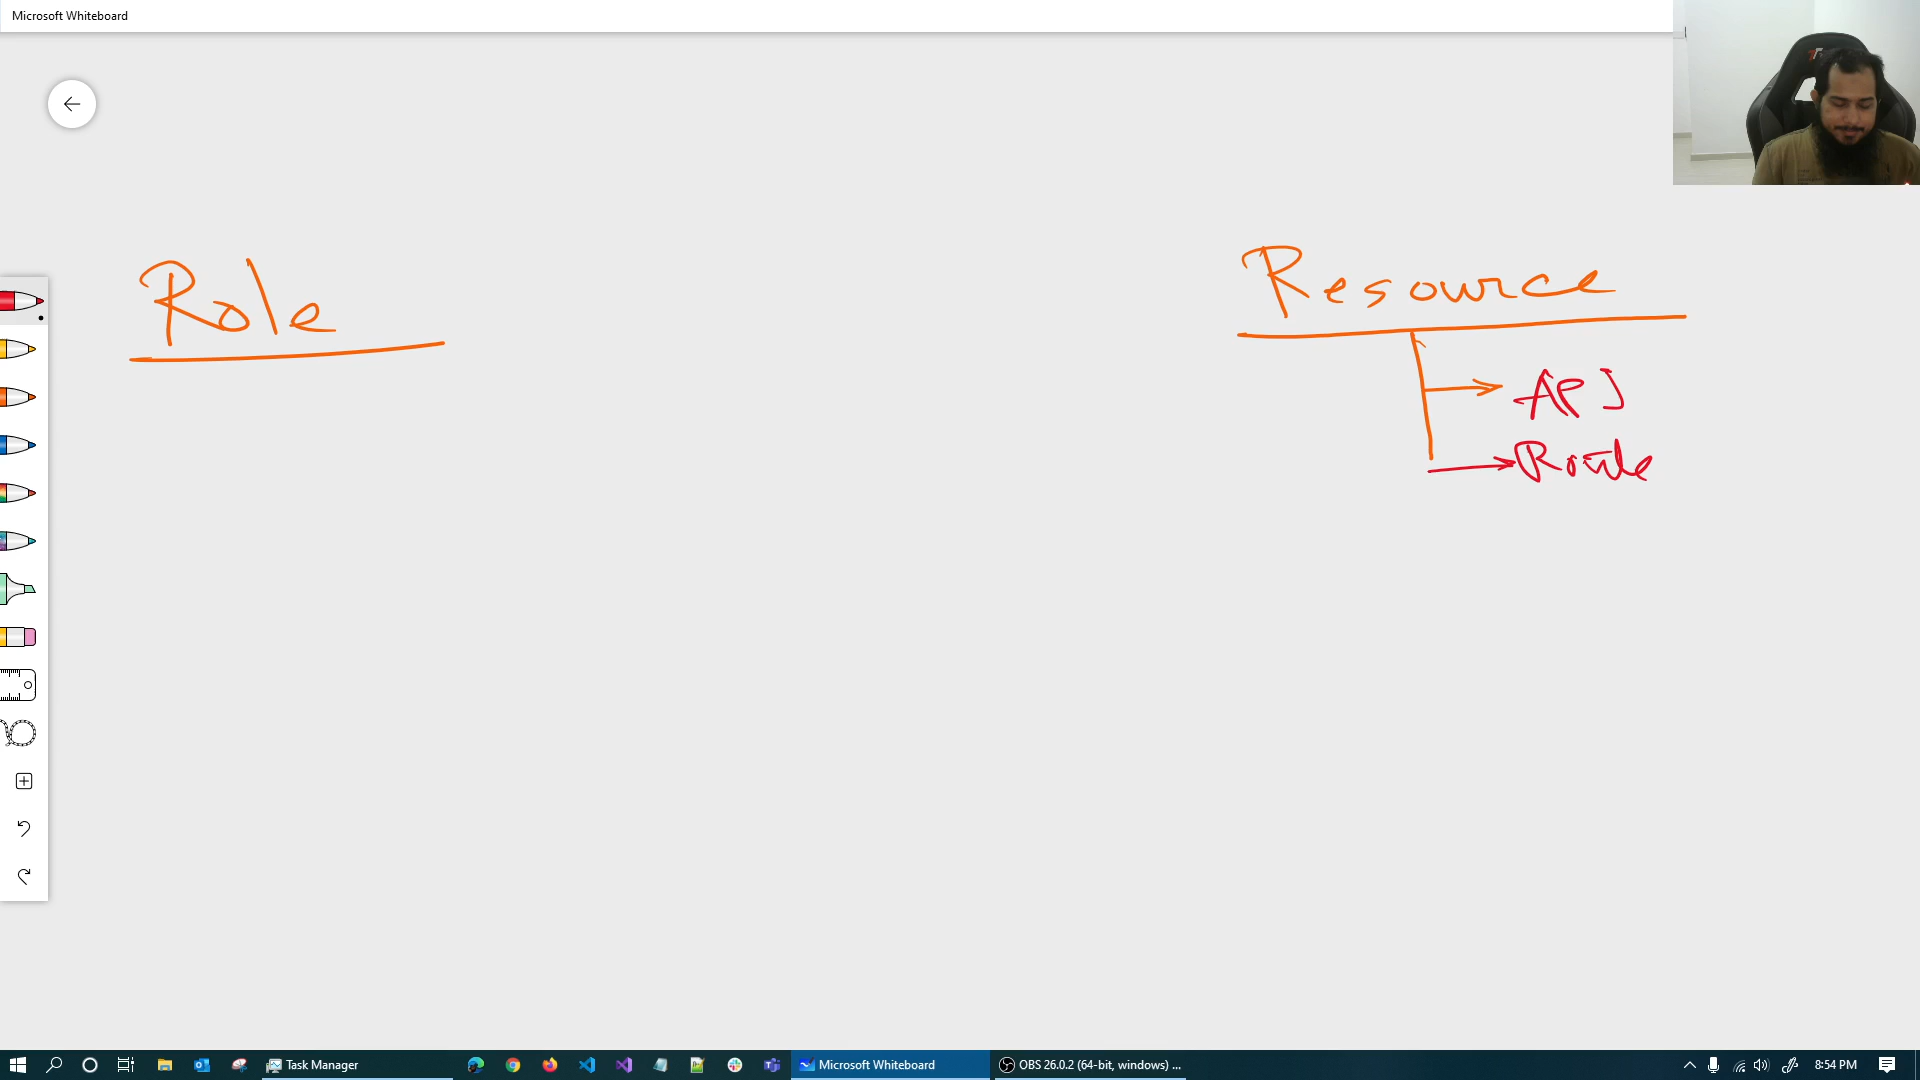 Microsoft Whiteboard
Role
Resource
API
Route
Task Manager
Microsoft Whiteboard
OBS 26.0.2 (64-bit, windows) ...
8:54 PM